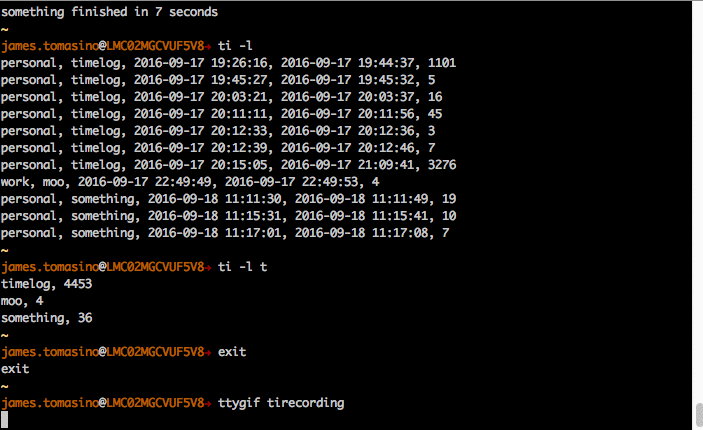 something finished in 7 seconds
~
james.tomasino@LMC02MGCVUF5V8→ ti -l
personal, timelog, 2016-09-17 19:26:16, 2016-09-17 19:44:37, 1101
personal, timelog, 2016-09-17 19:45:27, 2016-09-17 19:45:32, 5
personal, timelog, 2016-09-17 20:03:21, 2016-09-17 20:03:37, 16
personal, timelog, 2016-09-17 20:11:11, 2016-09-17 20:11:56, 45
personal, timelog, 2016-09-17 20:12:33, 2016-09-17 20:12:36, 3
personal, timelog, 2016-09-17 20:12:39, 2016-09-17 20:12:46, 7
personal, timelog, 2016-09-17 20:15:05, 2016-09-17 21:09:41, 3276
work, moo, 2016-09-17 22:49:49, 2016-09-17 22:49:53, 4
personal, something, 2016-09-18 11:11:30, 2016-09-18 11:11:49, 19
personal, something, 2016-09-18 11:15:31, 2016-09-18 11:15:41, 10
personal, something, 2016-09-18 11:17:01, 2016-09-18 11:17:08, 7
~
james.tomasino@LMC02MGCVUF5V8→ ti -l t
timelog, 4453
moo, 4
something, 36
~
james.tomasino@LMC02MGCVUF5V8→ exit
exit
~
james.tomasino@LMC02MGCVUF5V8→ ttygif tirecording